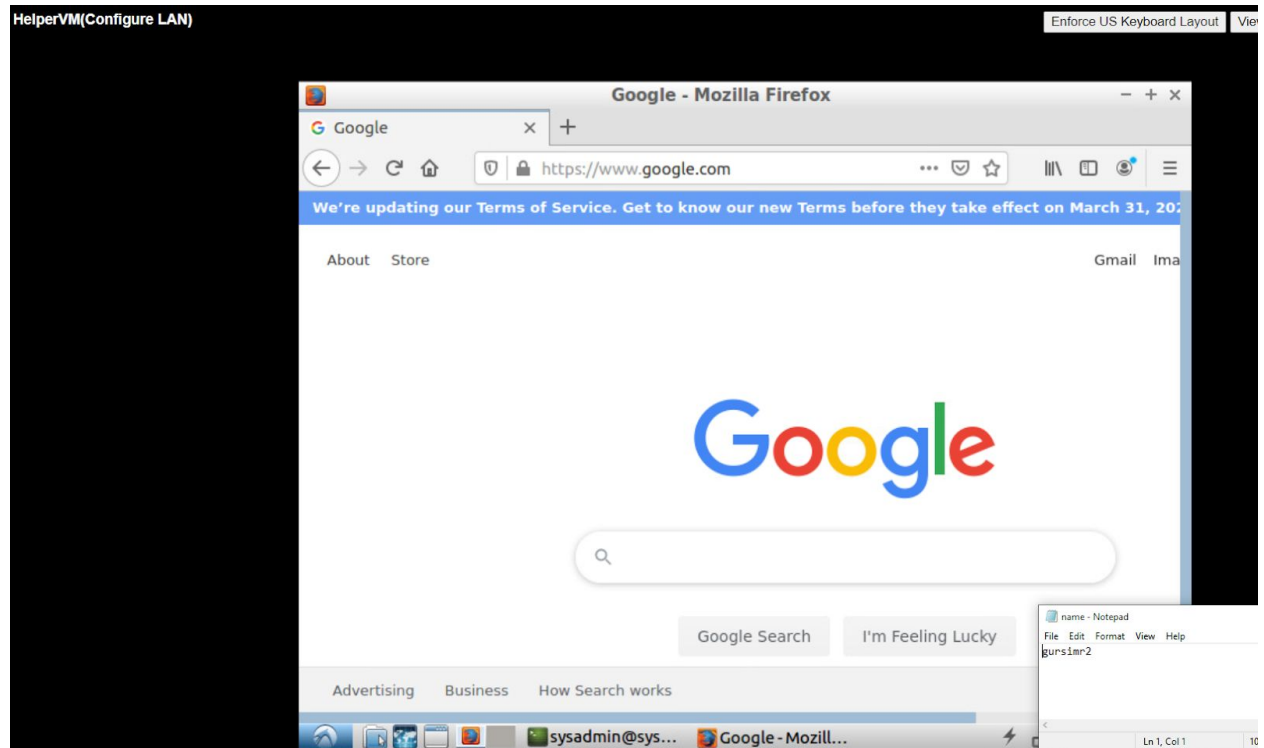 HelperVM(Configure LAN)
Enforce US Keyboard Layout
Google - Mozilla Firefox
Google
https://www.google.com
We're updating our Terms of Service. Get to know our new Terms before they take effect on March 31, 202
About Store
Gmail Ima
Google
Google Search I'm Feeling Lucky
Advertising Business How Search works
name - Notepad
File Edit Format View Help
gursimr2
Ln 1, Col 1 10
sysadmin@sys... Google - Mozill...